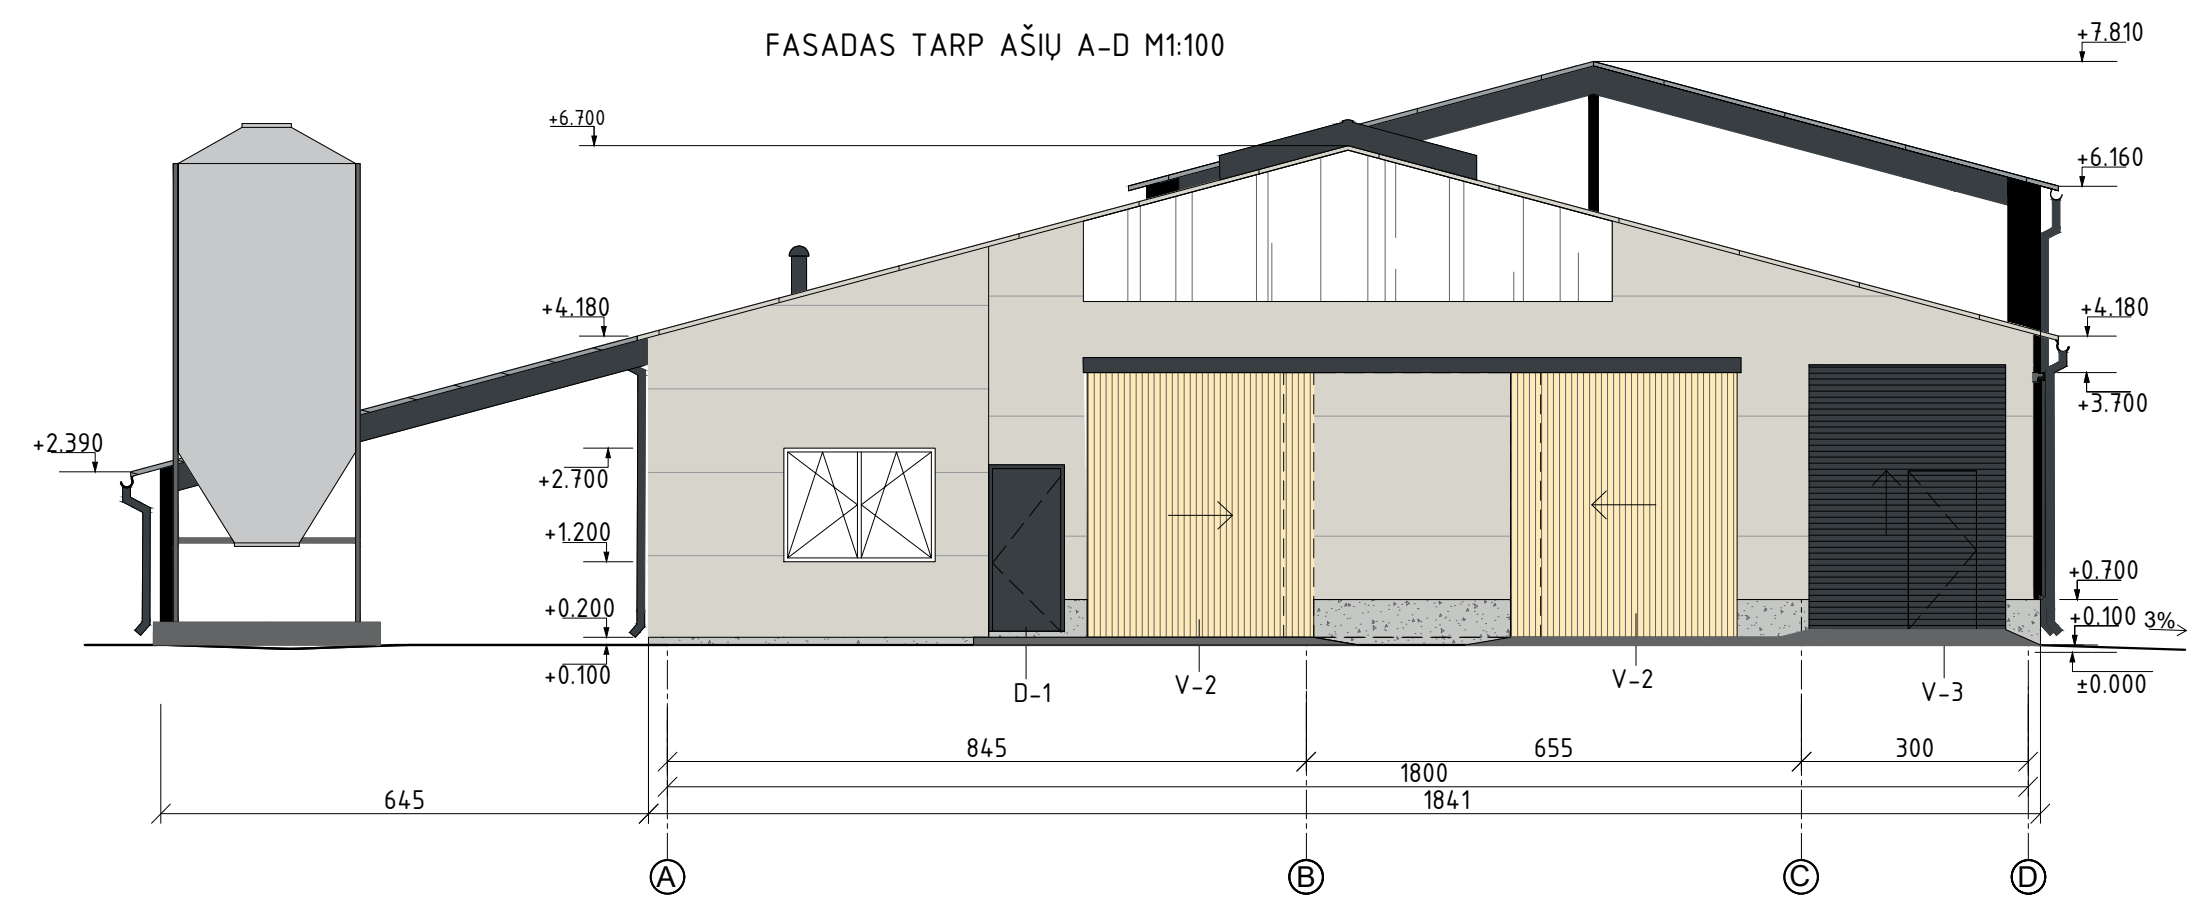 FASADAS TARP AŠIŲ A-D M1:100
+7.810
+6.700
+6.160
+4.180
+4.180
+3.700
+2.390
+2.700
+1.200
+0.700
+0.200
+0.100
3%
+0.100
±0.000
D-1
V-2
V-2
V-3
845
655
300
1800
645
1841
A
B
C
D